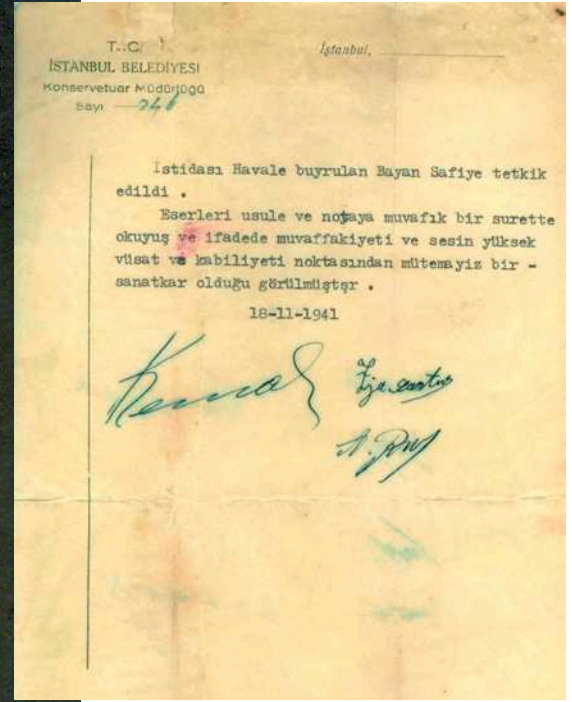 T. C.
İstanbul,
İSTANBUL BELEDİYESİ
Konservetuar Müdürlüğü
Sayı 246
İstidası Havale buyrulan Bayan Safiye tetkik
edildi .
Eserleri usule ve notaya muvafık bir surette
okuyuş ve ifadede muvaffakiyeti ve sesin yüksek
vüsat ve kabiliyeti noktasından mütemayiz bir -
sanatkar olduğu görülmüştşr .
18-11-1941
Kemal